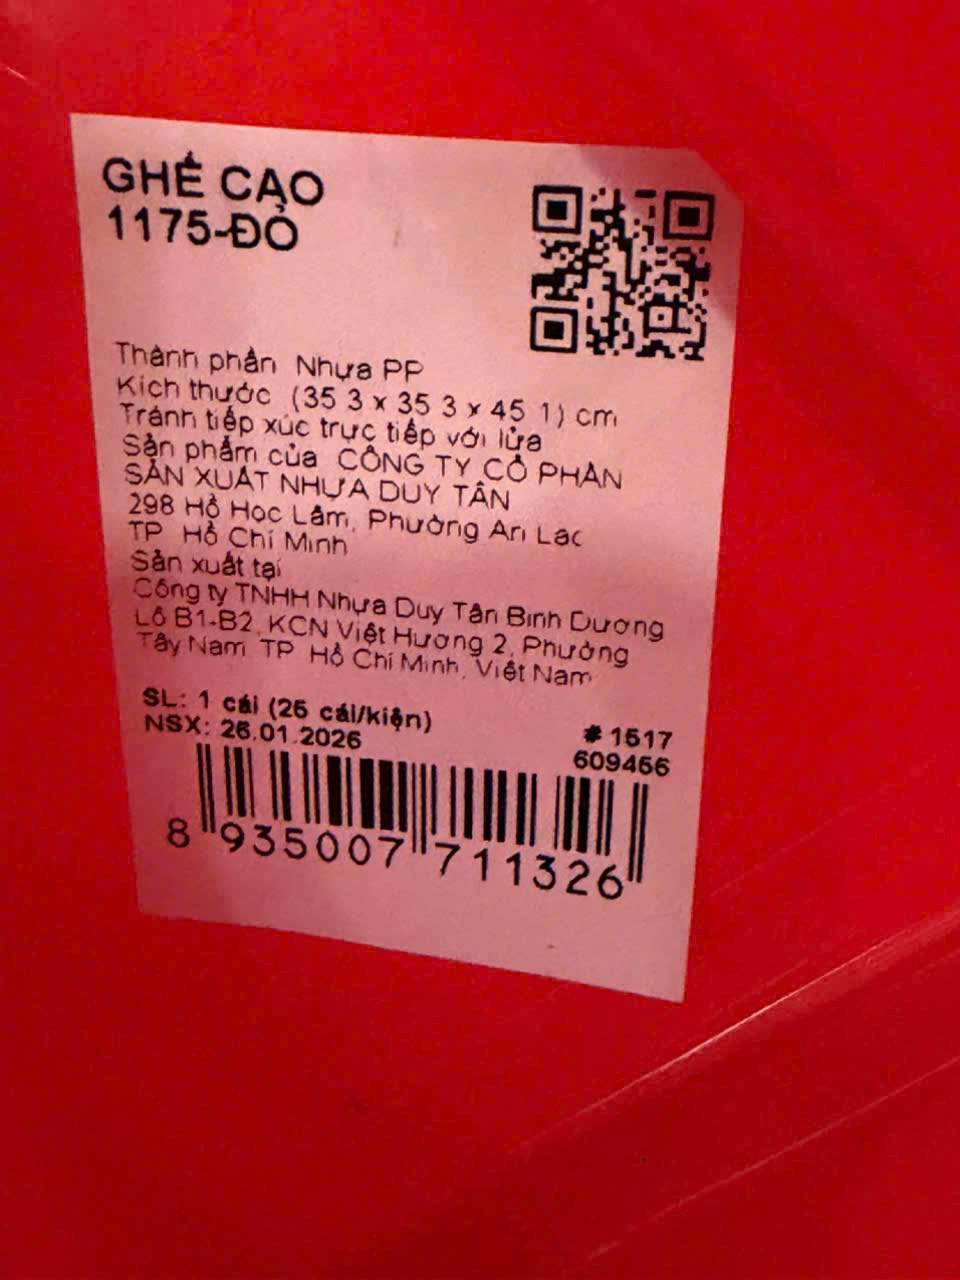 GHẾ CAO
1175-ĐỎ
Thành phần Nhựa PP
Kích thước (35 3 x 35 3 x 45 1) cm
Tránh tiếp xúc trực tiếp với lửa
Sản phẩm của CÔNG TY CỔ PHẦN
SẢN XUẤT NHỰA DUY TÂN
298 Hồ Học Lãm, Phường An Lạc
TP Hồ Chí Minh
Sản xuất tại
Công ty TNHH Nhựa Duy Tân Bình Dương
Lô B1-B2, KCN Việt Hương 2, Phường
Tây Nam TP Hồ Chí Minh, Việt Nam
SL: 1 cái (25 cái/kiện)
NSX: 26.01.2026
# 1517
609456
8 935007 711326